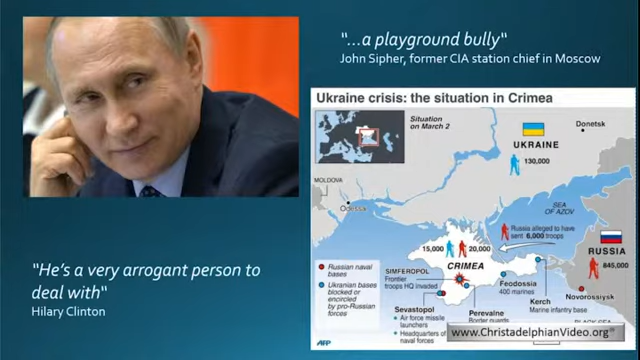 “...a playground bully“
John Sipher, former CIA station chief in Moscow
Ukraine crisis: the situation in Crimea
Situation
on March 2
Donetsk
UKRAINE
130,000
MOLDOVA
Odessa
SEA
OF AZOV
Russia alleged to have
sent 6,000 troops
RUSSIA
845,000
15,000
20,000
CRIMEA
SIMFEROPOL
Frontier
troops HQ invaded
Russian naval
bases
Ukrainian bases
blocked or
encircled by
pro-Russian
forces
Feodossia
400 marines
Novorossiysk
Kerch
Marine infantry base
Sevastopol
Air force missile
launchers
Headquarters of
naval forces
Perevalne
Border guards
AFP
www.ChristadelphianVideo.org
“He’s a very arrogant person to
deal with“
Hilary Clinton